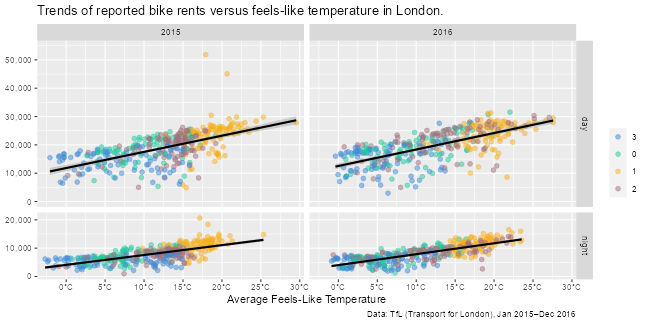 Trends of reported bike rents versus feels-like temperature in London.
2015 2016
50,000
40,000
30,000
20,000
10,000
0
day
20,000
10,000
0
night
3
0
1
2
0°C 5°C 10°C 15°C 20°C 25°C 30°C 0°C 5°C 10°C 15°C 20°C 25°C 30°C
Average Feels-Like Temperature
Data: TfL (Transport for London), Jan 2015–Dec 2016